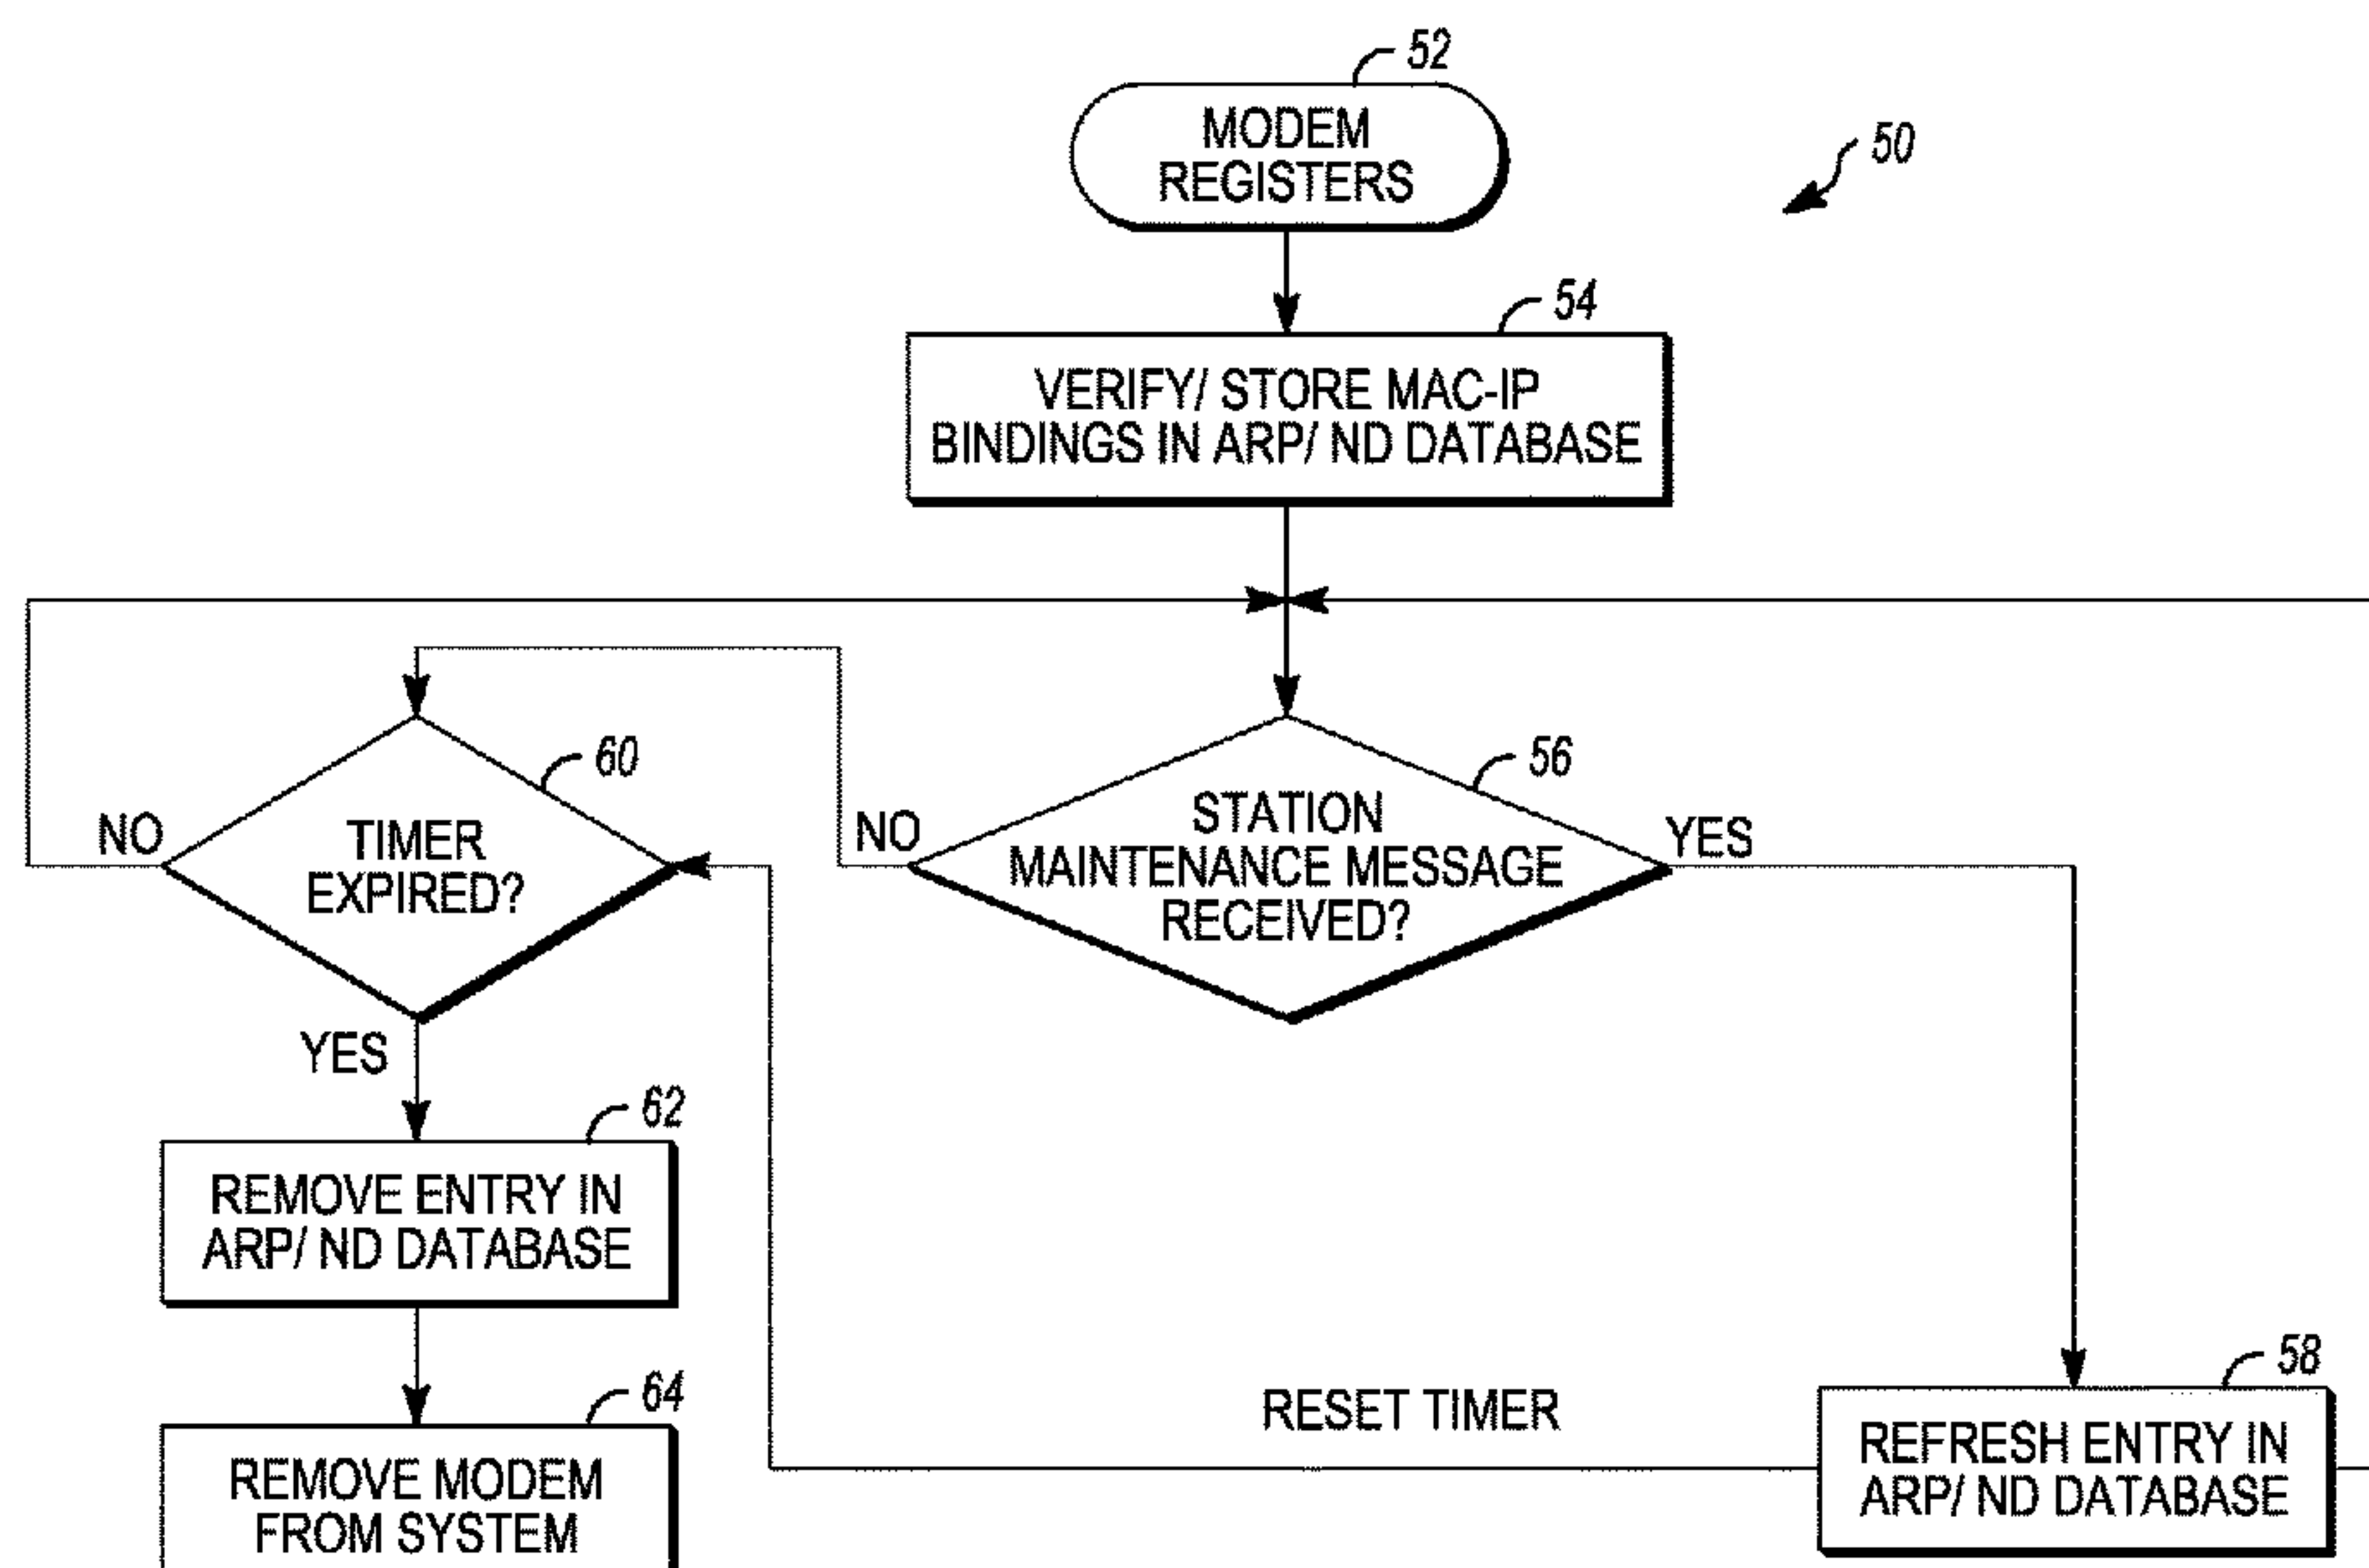 52
MODEM
REGISTERS
50
54
VERIFY/ STORE MAC-IP
BINDINGS IN ARP/ ND DATABASE
60
56
NO
TIMER
EXPIRED?
NO
STATION
MAINTENANCE MESSAGE
RECEIVED?
YES
YES
62
REMOVE ENTRY IN
ARP/ ND DATABASE
64
REMOVE MODEM
FROM SYSTEM
RESET TIMER
58
REFRESH ENTRY IN
ARP/ ND DATABASE